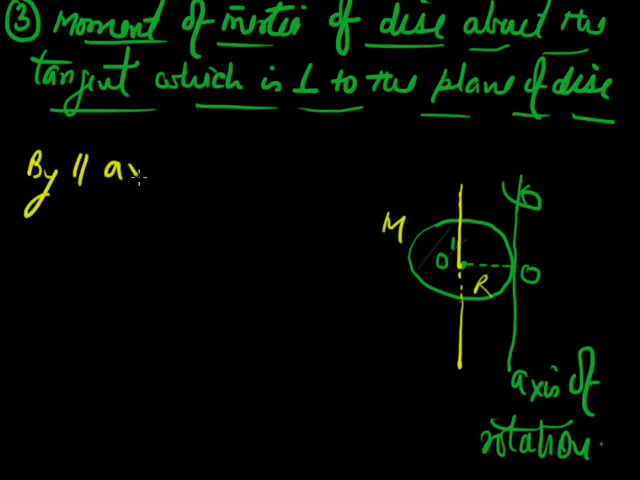 ③ Moment of inertia of disc about the
tangent which is ⊥ to the plane of disc
By || ax
M
O'
O
R
axis of
rotation.